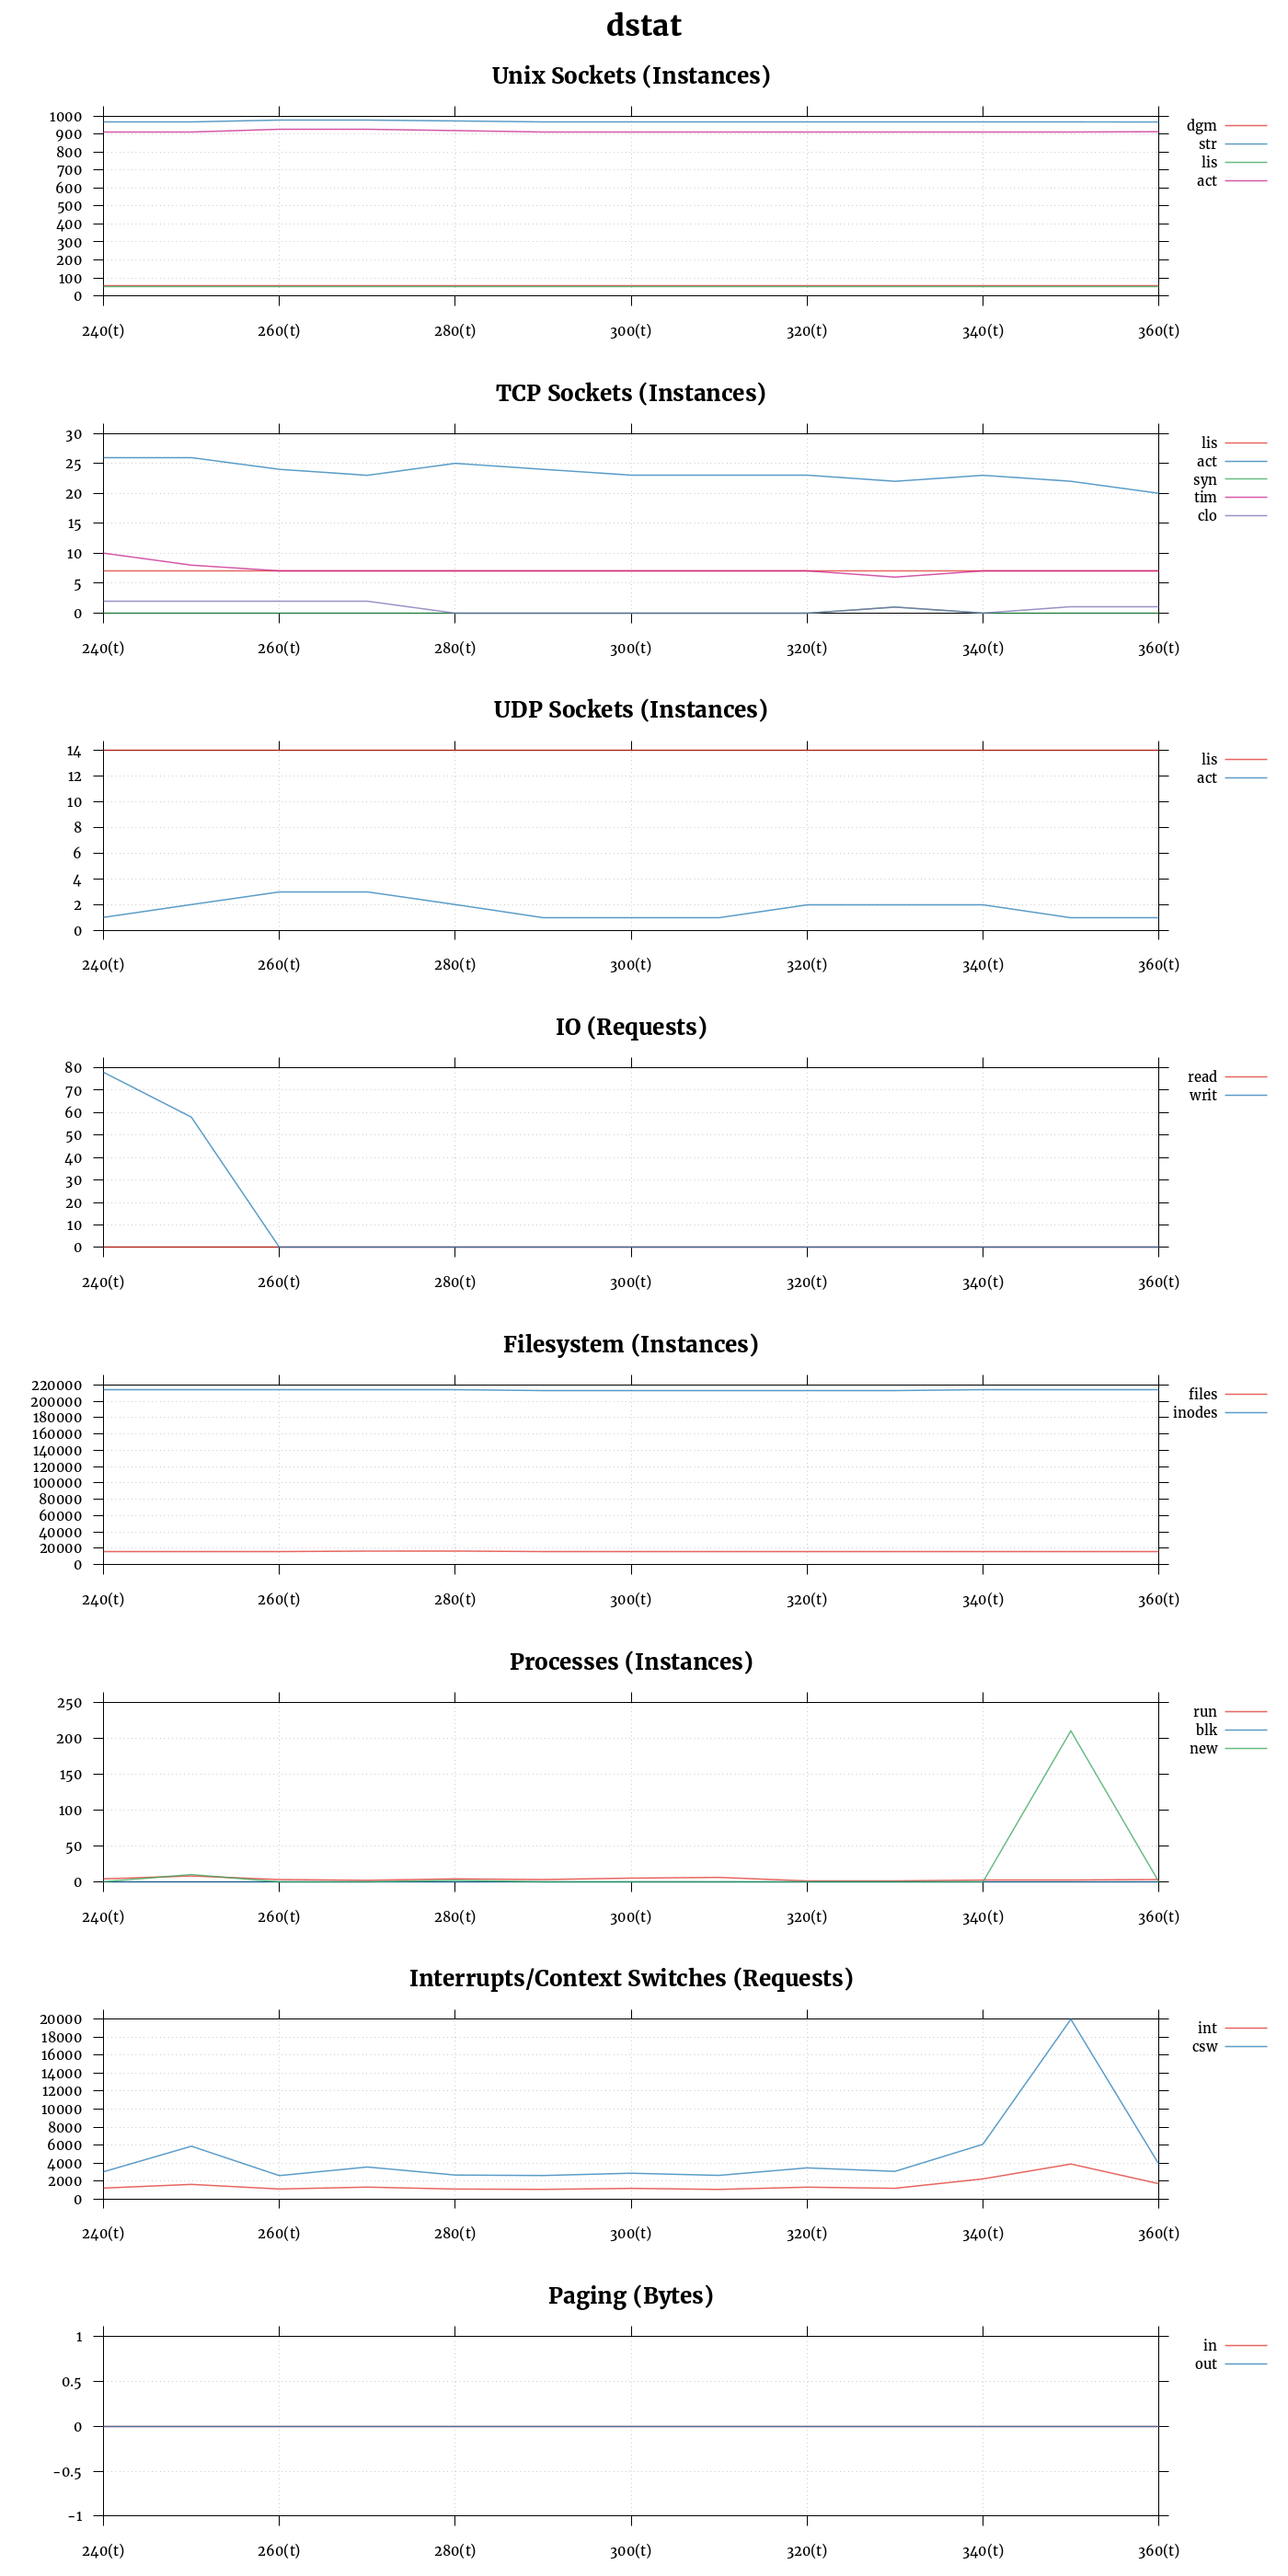 dstat
Unix Sockets (Instances)
1000
900
800
700
600
500
400
300
200
100
0
240(t) 260(t) 280(t) 300(t) 320(t) 340(t) 360(t)
dgm
str
lis
act
TCP Sockets (Instances)
30
25
20
15
10
5
0
240(t) 260(t) 280(t) 300(t) 320(t) 340(t) 360(t)
lis
act
syn
tim
clo
UDP Sockets (Instances)
14
12
10
8
6
4
2
0
240(t) 260(t) 280(t) 300(t) 320(t) 340(t) 360(t)
lis
act
IO (Requests)
80
70
60
50
40
30
20
10
0
240(t) 260(t) 280(t) 300(t) 320(t) 340(t) 360(t)
read
writ
Filesystem (Instances)
220000
200000
180000
160000
140000
120000
100000
80000
60000
40000
20000
0
240(t) 260(t) 280(t) 300(t) 320(t) 340(t) 360(t)
files
inodes
Processes (Instances)
250
200
150
100
50
0
240(t) 260(t) 280(t) 300(t) 320(t) 340(t) 360(t)
run
blk
new
Interrupts/Context Switches (Requests)
20000
18000
16000
14000
12000
10000
8000
6000
4000
2000
0
240(t) 260(t) 280(t) 300(t) 320(t) 340(t) 360(t)
int
csw
Paging (Bytes)
1
0.5
0
-0.5
-1
240(t) 260(t) 280(t) 300(t) 320(t) 340(t) 360(t)
in
out